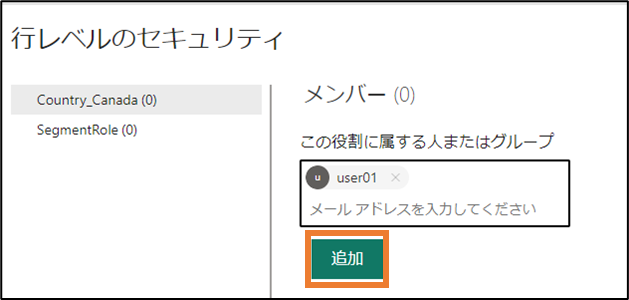 行レベルのセキュリティ
Country_Canada (0)
SegmentRole (0)
メンバー (0)
この役割に属する人またはグループ
u user01 ×
メール アドレスを入力してください
追加